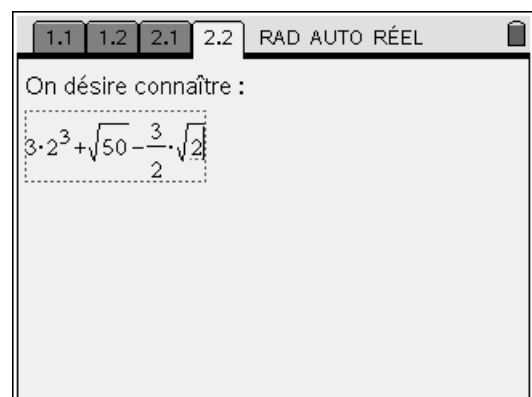 1.1 1.2 2.1 2.2 RAD AUTO RÉEL
On désire connaître :
3·2³+√50−3/2·√2